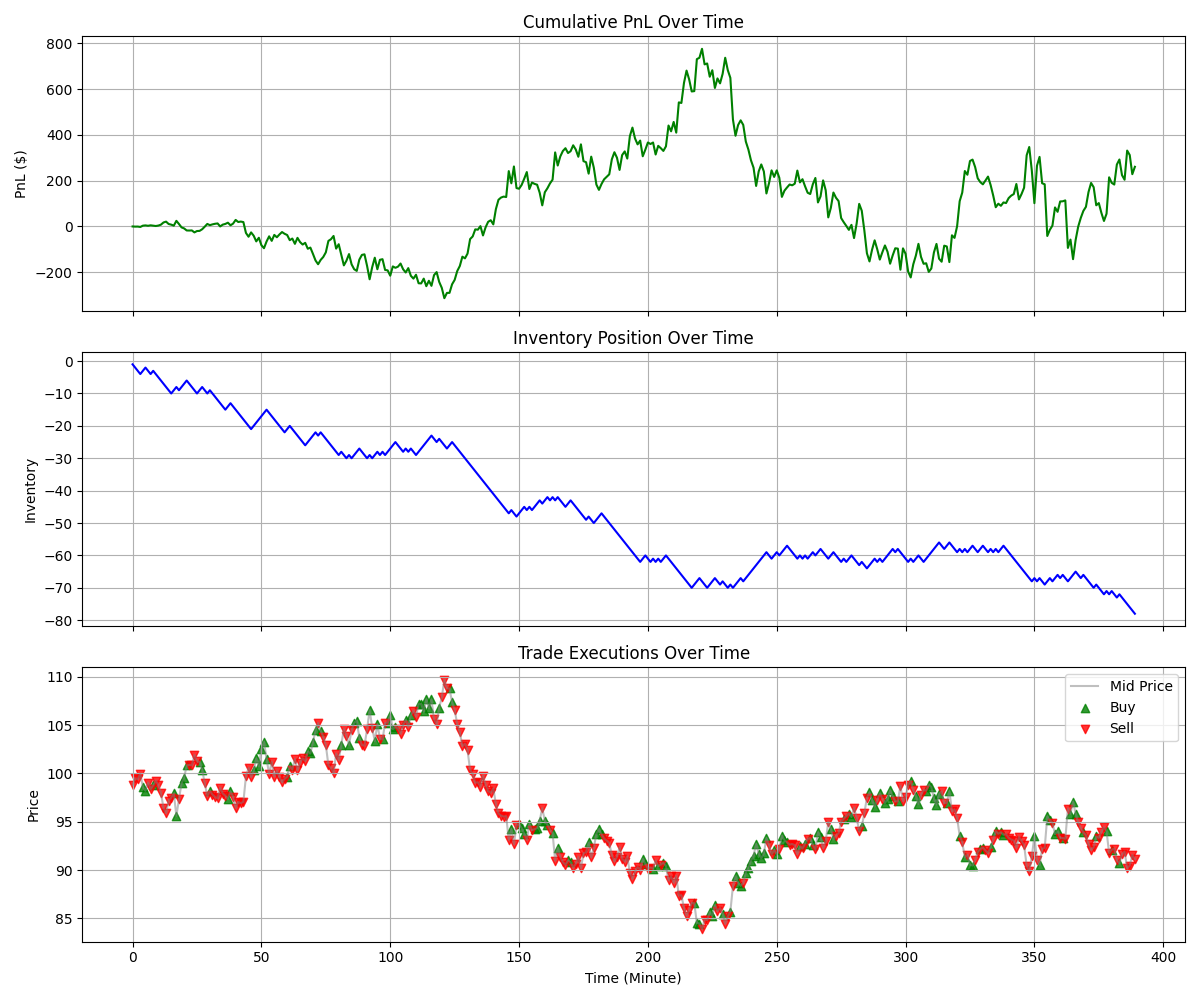 Cumulative PnL Over Time
PnL ($)
800
600
400
200
0
−200
Inventory Position Over Time
Inventory
0
−10
−20
−30
−40
−50
−60
−70
−80
Trade Executions Over Time
Price
110
105
100
95
90
85
Mid Price
Buy
Sell
0 50 100 150 200 250 300 350 400
Time (Minute)